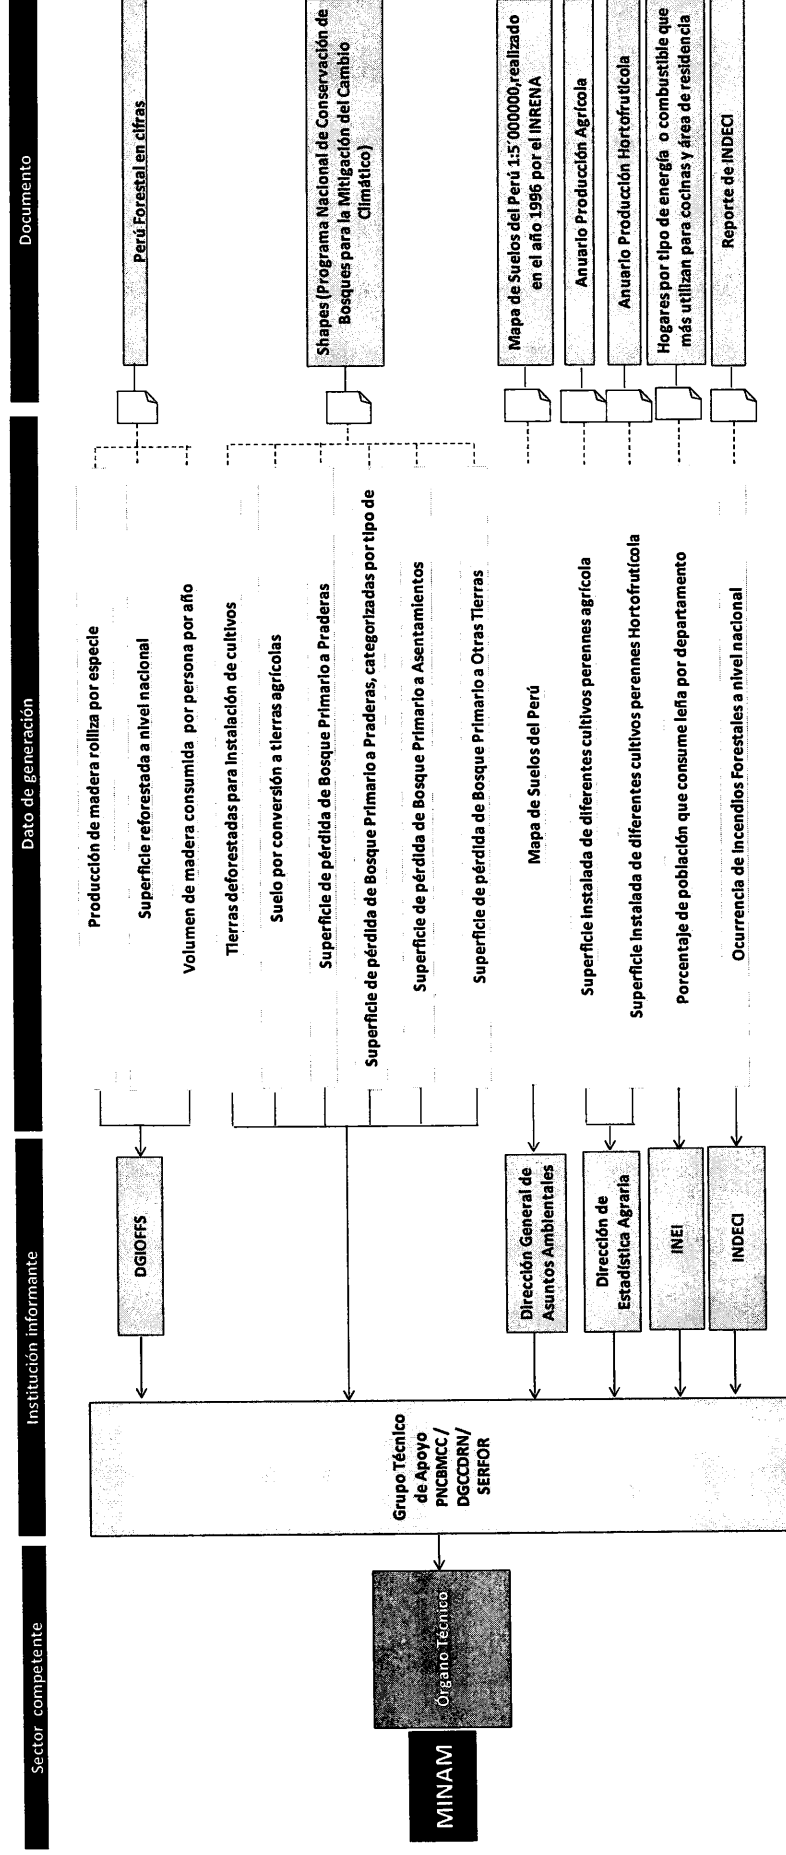 Sector competente
Institución informante
Dato de generación
Documento
MINAM
Órgano Técnico
Grupo Técnico
de Apoyo
PNCBMCC/
DGCCDRN/
SERFOR
DGIOFFS
Dirección General de
Asuntos Ambientales
Dirección de
Estadística Agraria
INEI
INDECI
Producción de madera rolliza por especie
Superficie reforestada a nivel nacional
Volumen de madera consumida por persona por año
Tierras deforestadas para instalación de cultivos
Suelo por conversión a tierras agrícolas
Superficie de pérdida de Bosque Primario a Praderas
Superficie de pérdida de Bosque Primario a Praderas, categorizadas por tipo de
Superficie de pérdida de Bosque Primario a Asentamientos
Superficie de pérdida de Bosque Primario a Otras Tierras
Mapa de Suelos del Perú
Superficie Instalada de diferentes cultivos perennes agrícola
Superficie Instalada de diferentes cultivos perennes Hortofrutícola
Porcentaje de población que consume leña por departamento
Ocurrencia de Incendios Forestales a nivel nacional
Perú Forestal en cifras
Shapes (Programa Nacional de Conservación de
Bosques para la Mitigación del Cambio
Climático)
Mapa de Suelos del Perú 1:5´000000,realizado
en el año 1996 por el INRENA
Anuario Producción Agrícola
Anuario Producción Hortofrutícola
Hogares por tipo de energía o combustible que
más utilizan para cocinas y área de residencia
Reporte de INDECI